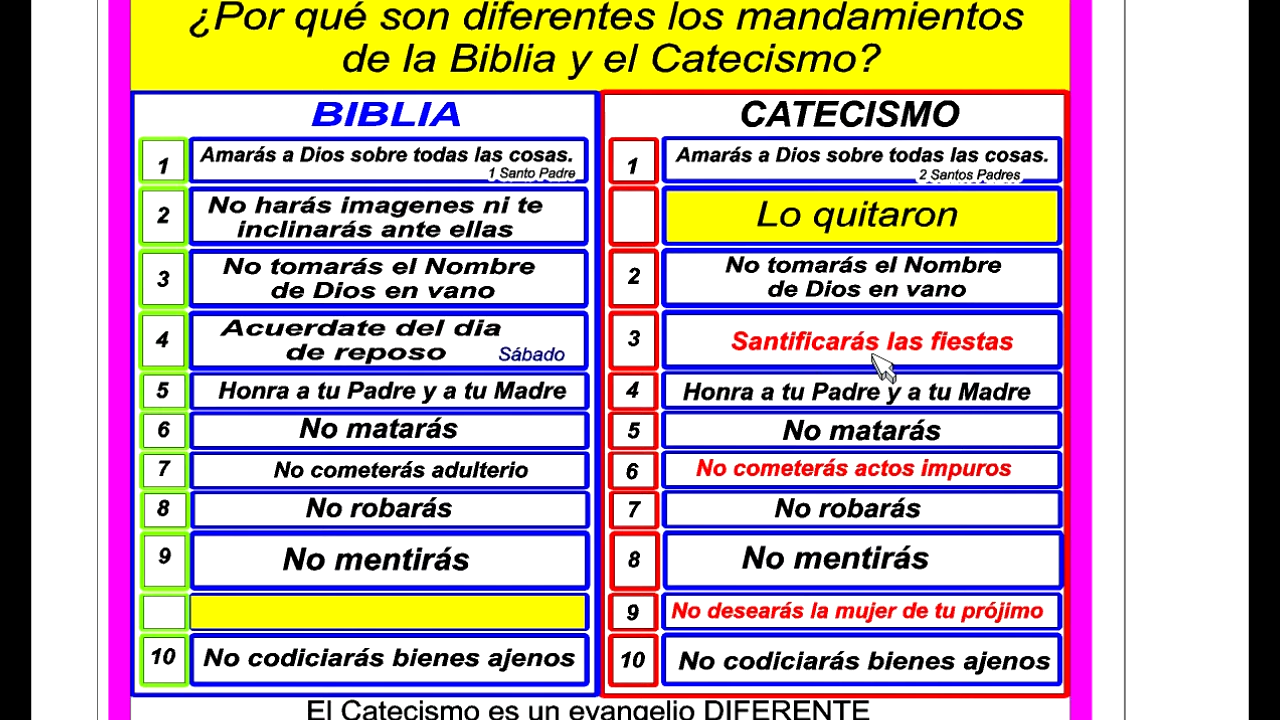 ¿Por qué son diferentes los mandamientos
de la Biblia y el Catecismo?
BIBLIA
1
Amarás a Dios sobre todas las cosas.
1 Santo Padre
2
No harás imagenes ni te
inclinarás ante ellas
3
No tomarás el Nombre
de Dios en vano
4
Acuerdate del dia
de reposo Sábado
5
Honra a tu Padre y a tu Madre
6
No matarás
7
No cometerás adulterio
8
No robarás
9
No mentirás
10
No codiciarás bienes ajenos
CATECISMO
1
Amarás a Dios sobre todas las cosas.
2 Santos Padres
Lo quitaron
2
No tomarás el Nombre
de Dios en vano
3
Santificarás las fiestas
4
Honra a tu Padre y a tu Madre
5
No matarás
6
No cometerás actos impuros
7
No robarás
8
No mentirás
9
No desearás la mujer de tu prójimo
10
No codiciarás bienes ajenos
El Catecismo es un evangelio DIFERENTE